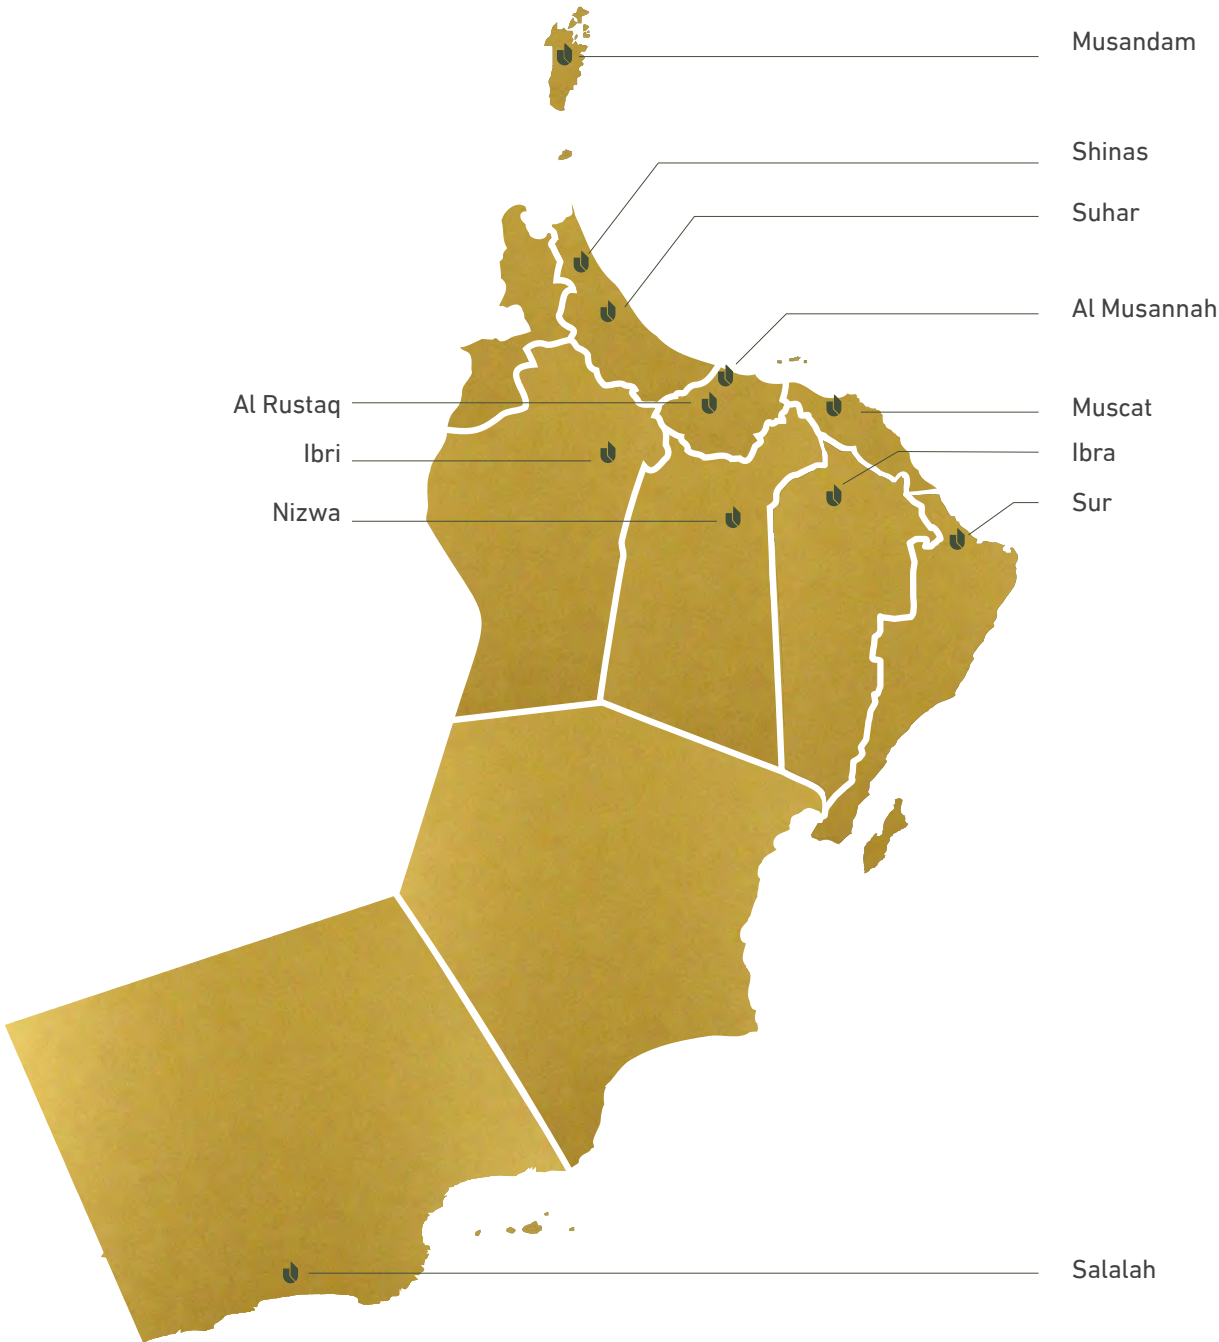 Musandam
Shinas
Suhar
Al Musannah
Al Rustaq
Muscat
Ibri
Ibra
Nizwa
Sur
Salalah